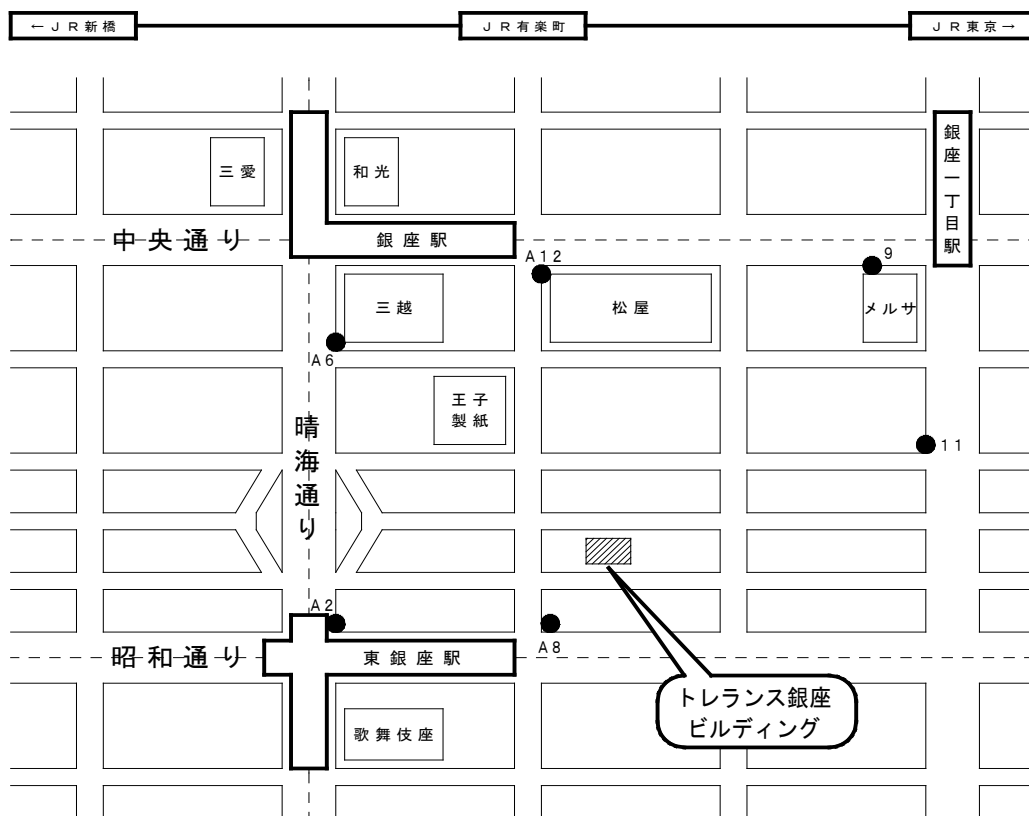 ←JR新橋
JR有楽町
JR東京→
銀座一丁目駅
三愛
和光
中央通り
銀座駅
A12
9
三越
松屋
メルサ
A6
王子
製紙
晴海通り
11
A2
A8
昭和通り
東銀座駅
トレランス銀座
ビルディング
歌舞伎座